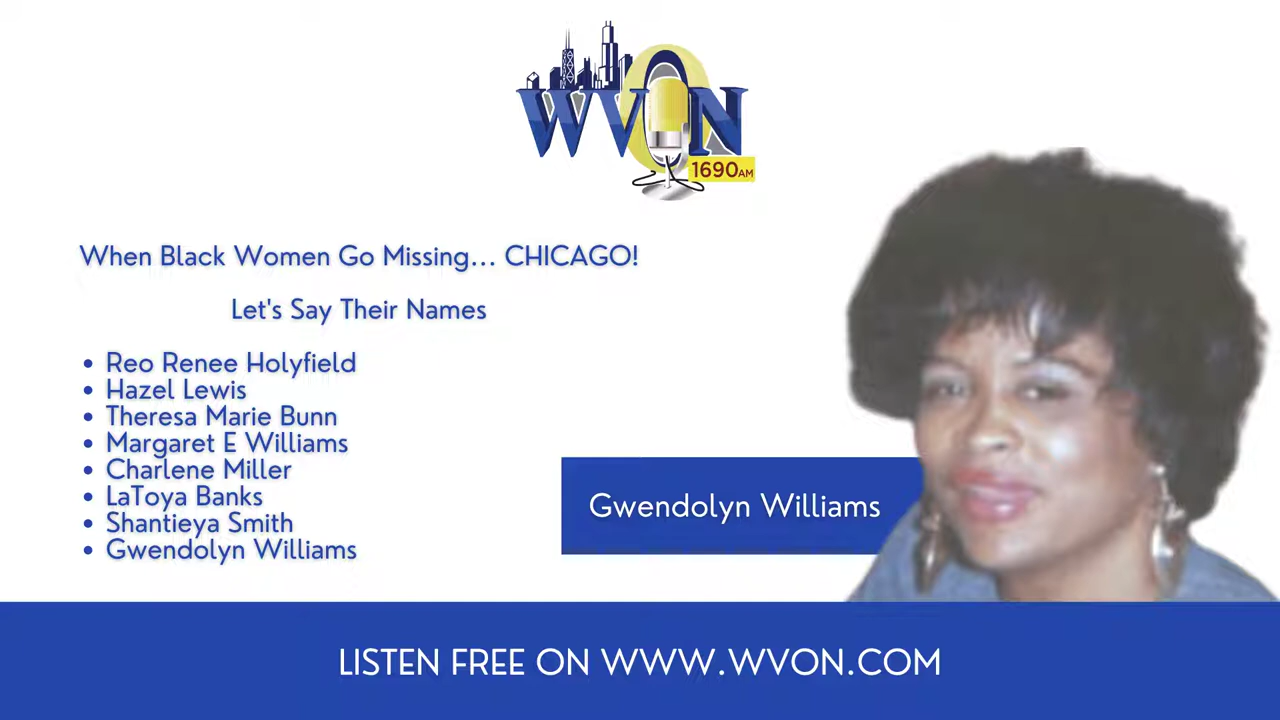 WVON
1690AM
When Black Women Go Missing... CHICAGO!
Let's Say Their Names
• Reo Renee Holyfield
• Hazel Lewis
• Theresa Marie Bunn
• Margaret E Williams
• Charlene Miller
• LaToya Banks
• Shantieya Smith
• Gwendolyn Williams
Gwendolyn Williams
LISTEN FREE ON WWW.WVON.COM